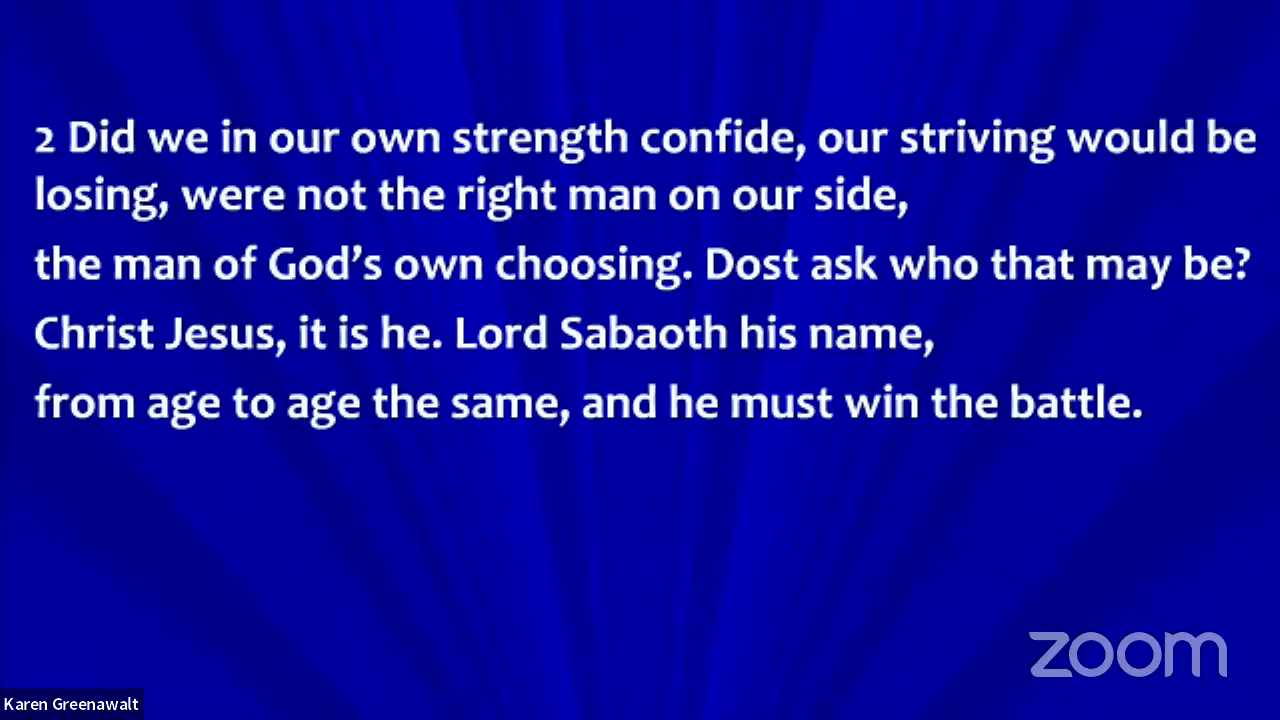 2 Did we in our own strength confide, our striving would be
losing, were not the right man on our side,
the man of God’s own choosing. Dost ask who that may be?
Christ Jesus, it is he. Lord Sabaoth his name,
from age to age the same, and he must win the battle.
zoom
Karen Greenawalt